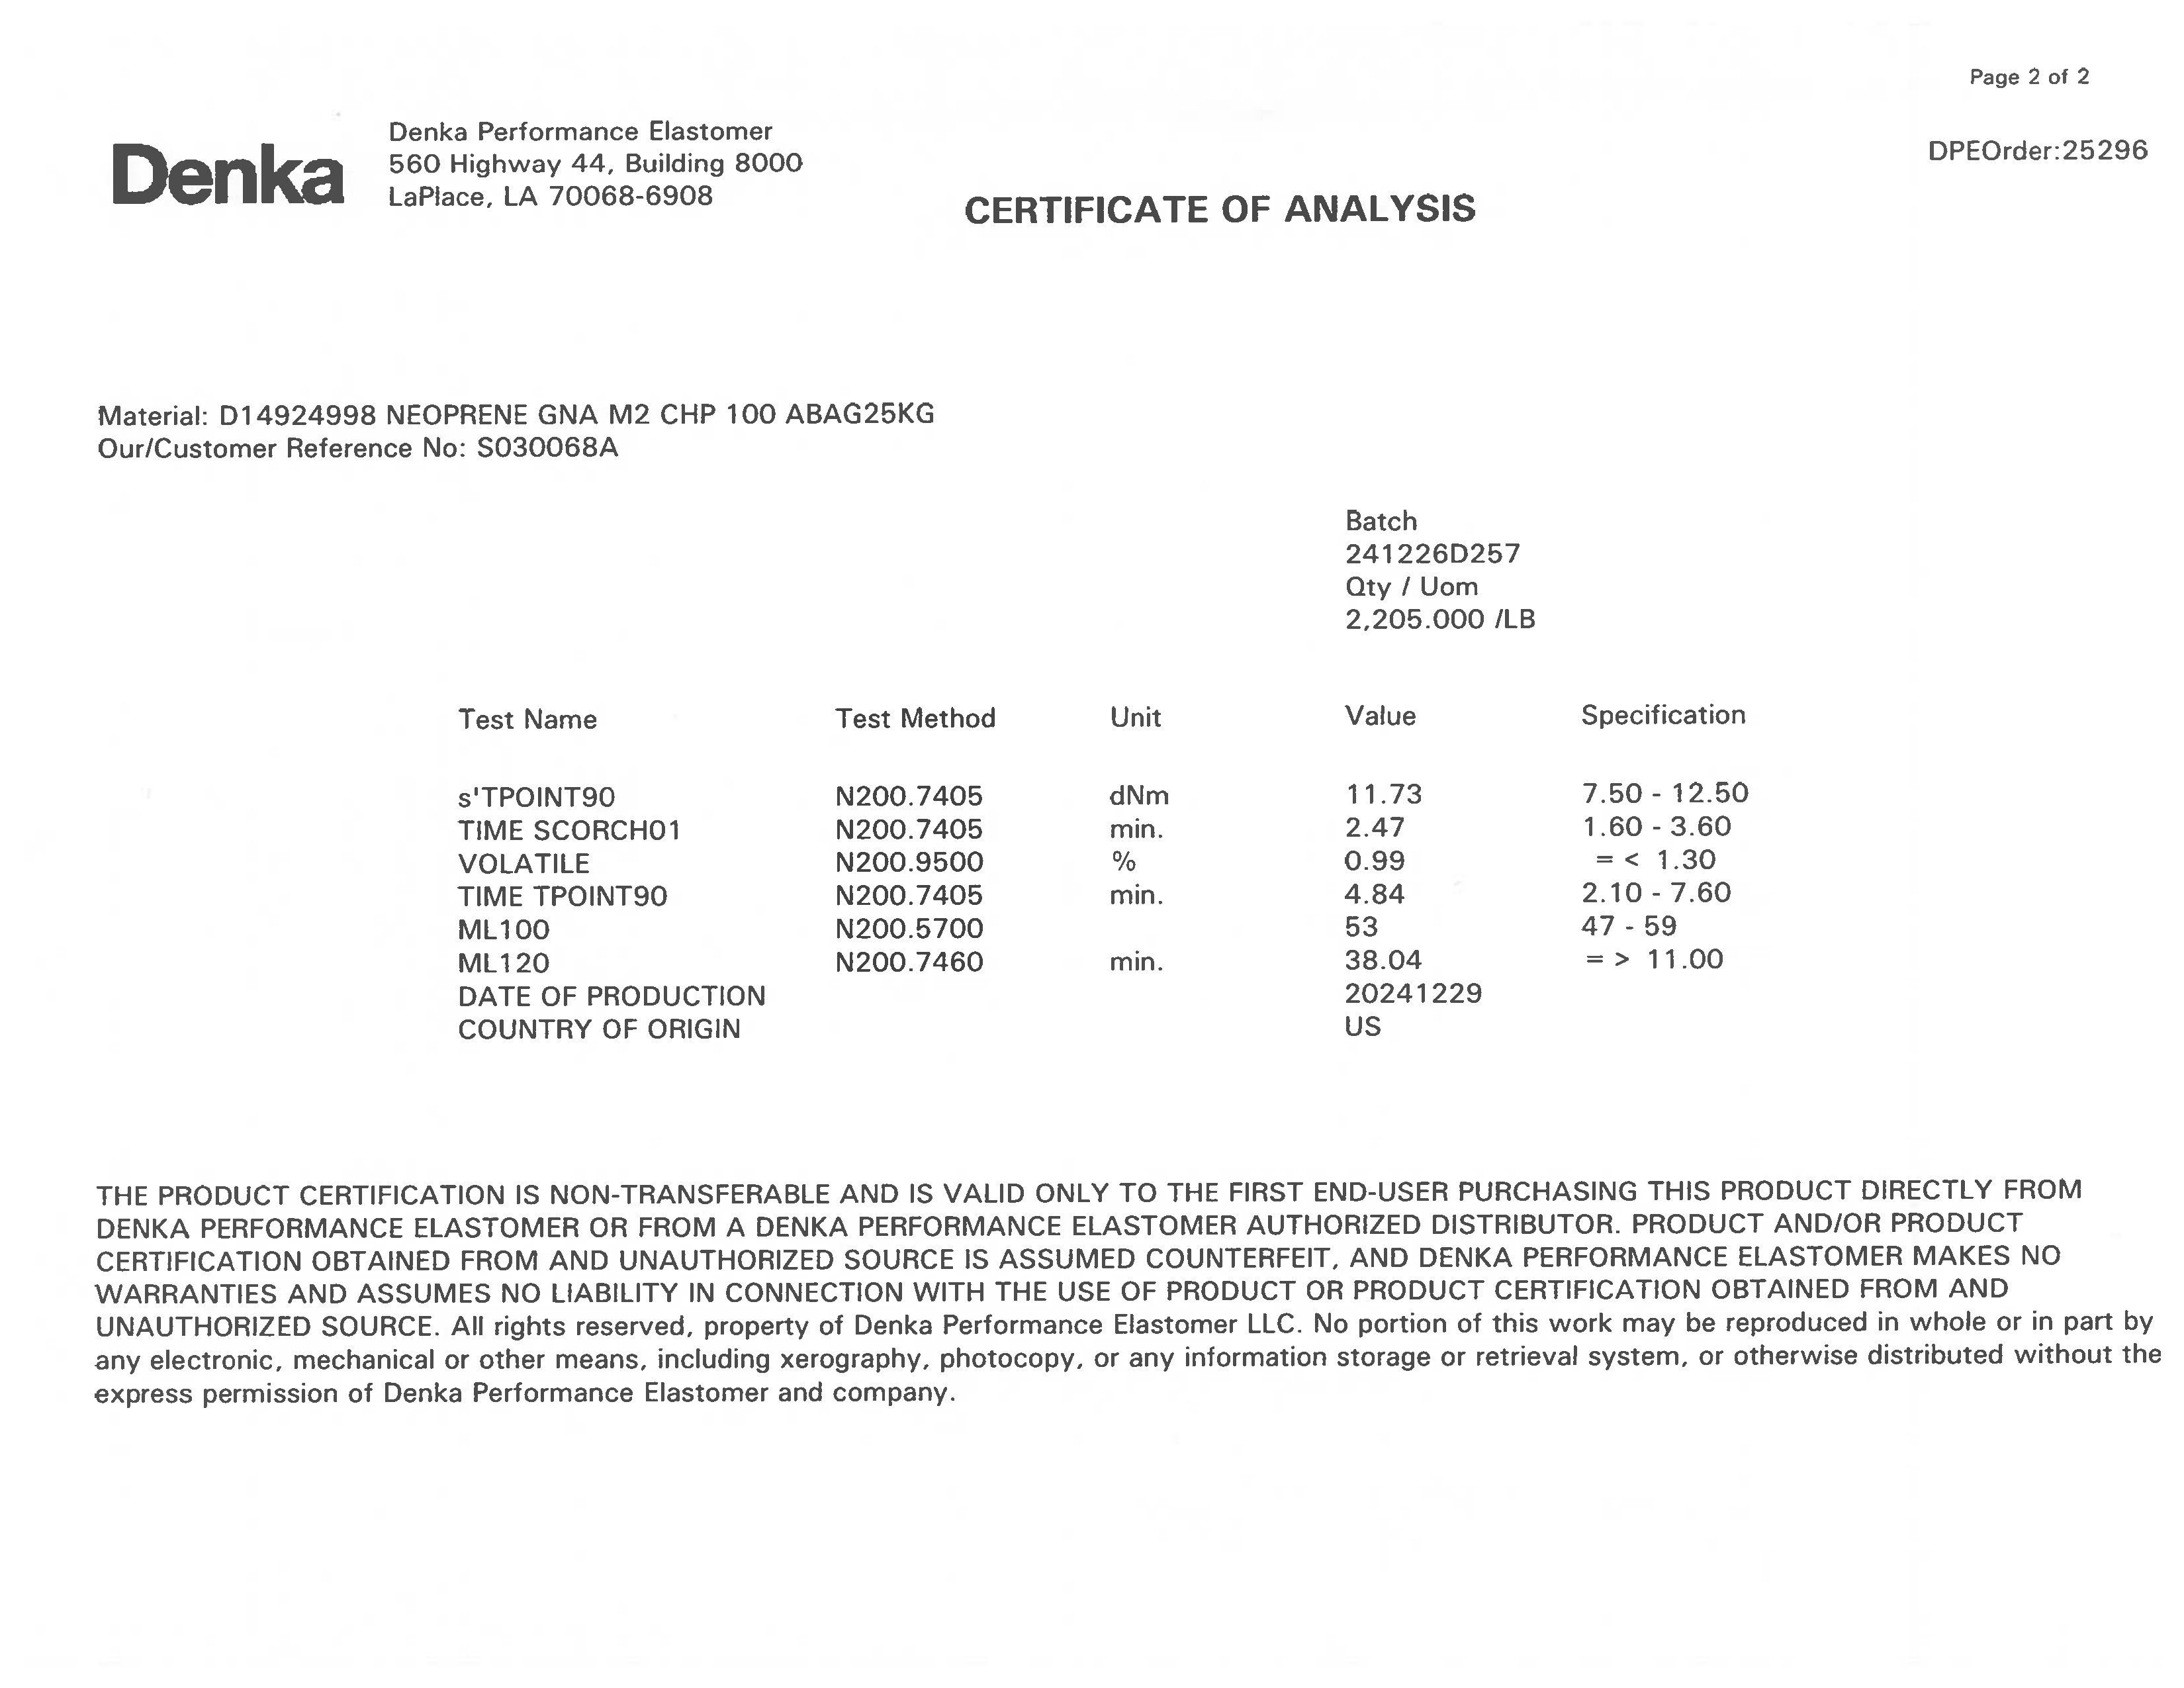 Page 2 of 2
Denka
Denka Performance Elastomer
560 Highway 44, Building 8000
LaPlace, LA 70068-6908
DPEOrder:25296
CERTIFICATE OF ANALYSIS
Material: D14924998 NEOPRENE GNA M2 CHP 100 ABAG25KG
Our/Customer Reference No: S030068A
Batch
241226D257
Qty / Uom
2,205.000 /LB
Test Name Test Method Unit Value Specification
s'TPOINT90 N200.7405 dNm 11.73 7.50 - 12.50
TIME SCORCH01 N200.7405 min. 2.47 1.60 - 3.60
VOLATILE N200.9500 % 0.99 = < 1.30
TIME TPOINT90 N200.7405 min. 4.84 2.10 - 7.60
ML100 N200.5700 53 47 - 59
ML120 N200.7460 min. 38.04 = > 11.00
DATE OF PRODUCTION 20241229
COUNTRY OF ORIGIN US
THE PRODUCT CERTIFICATION IS NON-TRANSFERABLE AND IS VALID ONLY TO THE FIRST END-USER PURCHASING THIS PRODUCT DIRECTLY FROM
DENKA PERFORMANCE ELASTOMER OR FROM A DENKA PERFORMANCE ELASTOMER AUTHORIZED DISTRIBUTOR. PRODUCT AND/OR PRODUCT
CERTIFICATION OBTAINED FROM AND UNAUTHORIZED SOURCE IS ASSUMED COUNTERFEIT, AND DENKA PERFORMANCE ELASTOMER MAKES NO
WARRANTIES AND ASSUMES NO LIABILITY IN CONNECTION WITH THE USE OF PRODUCT OR PRODUCT CERTIFICATION OBTAINED FROM AND
UNAUTHORIZED SOURCE. All rights reserved, property of Denka Performance Elastomer LLC. No portion of this work may be reproduced in whole or in part by
any electronic, mechanical or other means, including xerography, photocopy, or any information storage or retrieval system, or otherwise distributed without the
express permission of Denka Performance Elastomer and company.